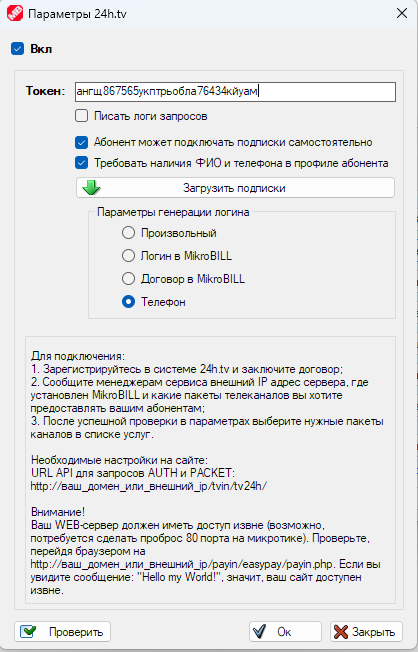 Параметры 24h.tv
Вкл
Токен: ангщ867565укптрьобла76434кйуам
Писать логи запросов
Абонент может подключать подписки самостоятельно
Требовать наличия ФИО и телефона в профиле абонента
Загрузить подписки
Параметры генерации логина
Произвольный
Логин в MikroBILL
Договор в MikroBILL
Телефон
Для подключения:
1. Зарегистрируйтесь в системе 24h.tv и заключите договор;
2. Сообщите менеджерам сервиса внешний IP адрес сервера, где
установлен MikroBILL и какие пакеты телеканалов вы хотите
предоставлять вашим абонентам;
3. После успешной проверки в параметрах выберите нужные пакеты
каналов в списке услуг.
Необходимые настройки на сайте:
URL API для запросов AUTH и PACKET:
http://ваш_домен_или_внешний_ip/tvin/tv24h/
Внимание!
Ваш WEB-сервер должен иметь доступ извне (возможно,
потребуется сделать проброс 80 порта на микротике). Проверьте,
перейдя браузером на
http://ваш_домен_или_внешний_ip/payin/easypay/payin.php. Если вы
увидите сообщение: "Hello my World!", значит, ваш сайт доступен
извне.
Проверить Ок Закрыть